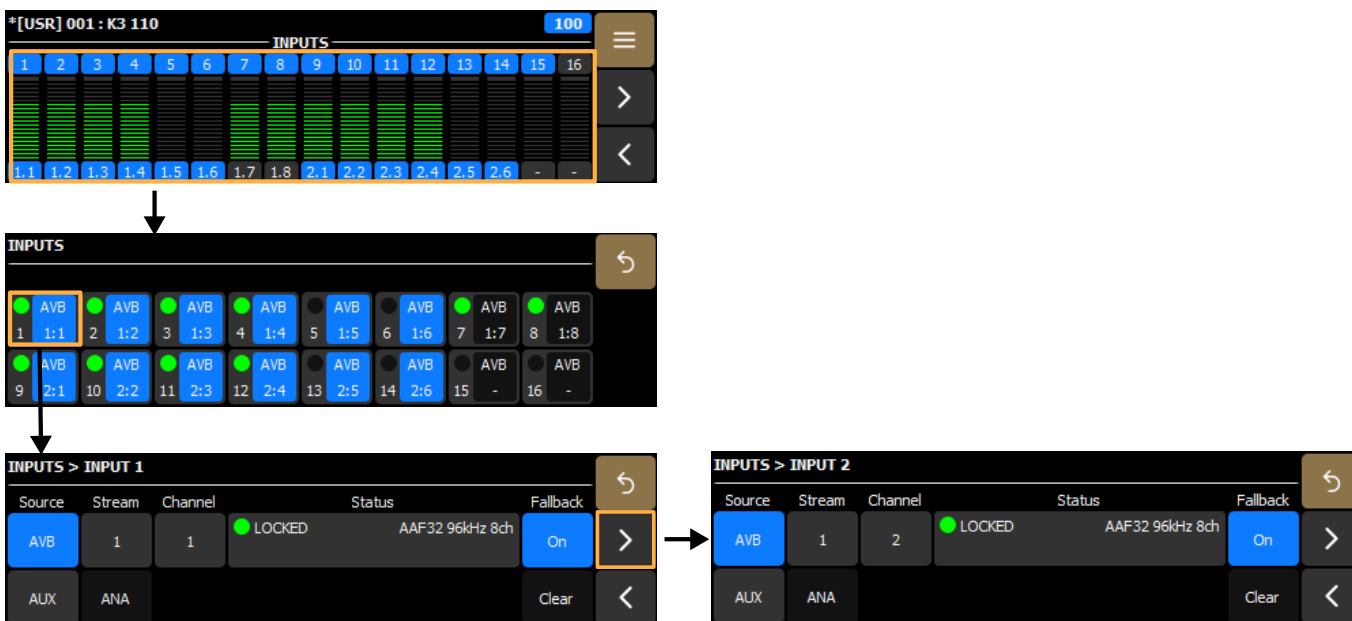 *[USR] 001 : K3 110 100
INPUTS
1 2 3 4 5 6 7 8 9 10 11 12 13 14 15 16
1.1 1.2 1.3 1.4 1.5 1.6 1.7 1.8 2.1 2.2 2.3 2.4 2.5 2.6 - -
INPUTS
AVB AVB AVB AVB AVB AVB AVB AVB
1 1:1 2 1:2 3 1:3 4 1:4 5 1:5 6 1:6 7 1:7 8 1:8
AVB AVB AVB AVB AVB AVB AVB AVB
9 2:1 10 2:2 11 2:3 12 2:4 13 2:5 14 2:6 15 - 16 -
INPUTS > INPUT 1
Source Stream Channel Status Fallback
AVB 1 1 LOCKED AAF32 96kHz 8ch On
AUX ANA Clear
INPUTS > INPUT 2
Source Stream Channel Status Fallback
AVB 1 2 LOCKED AAF32 96kHz 8ch On
AUX ANA Clear